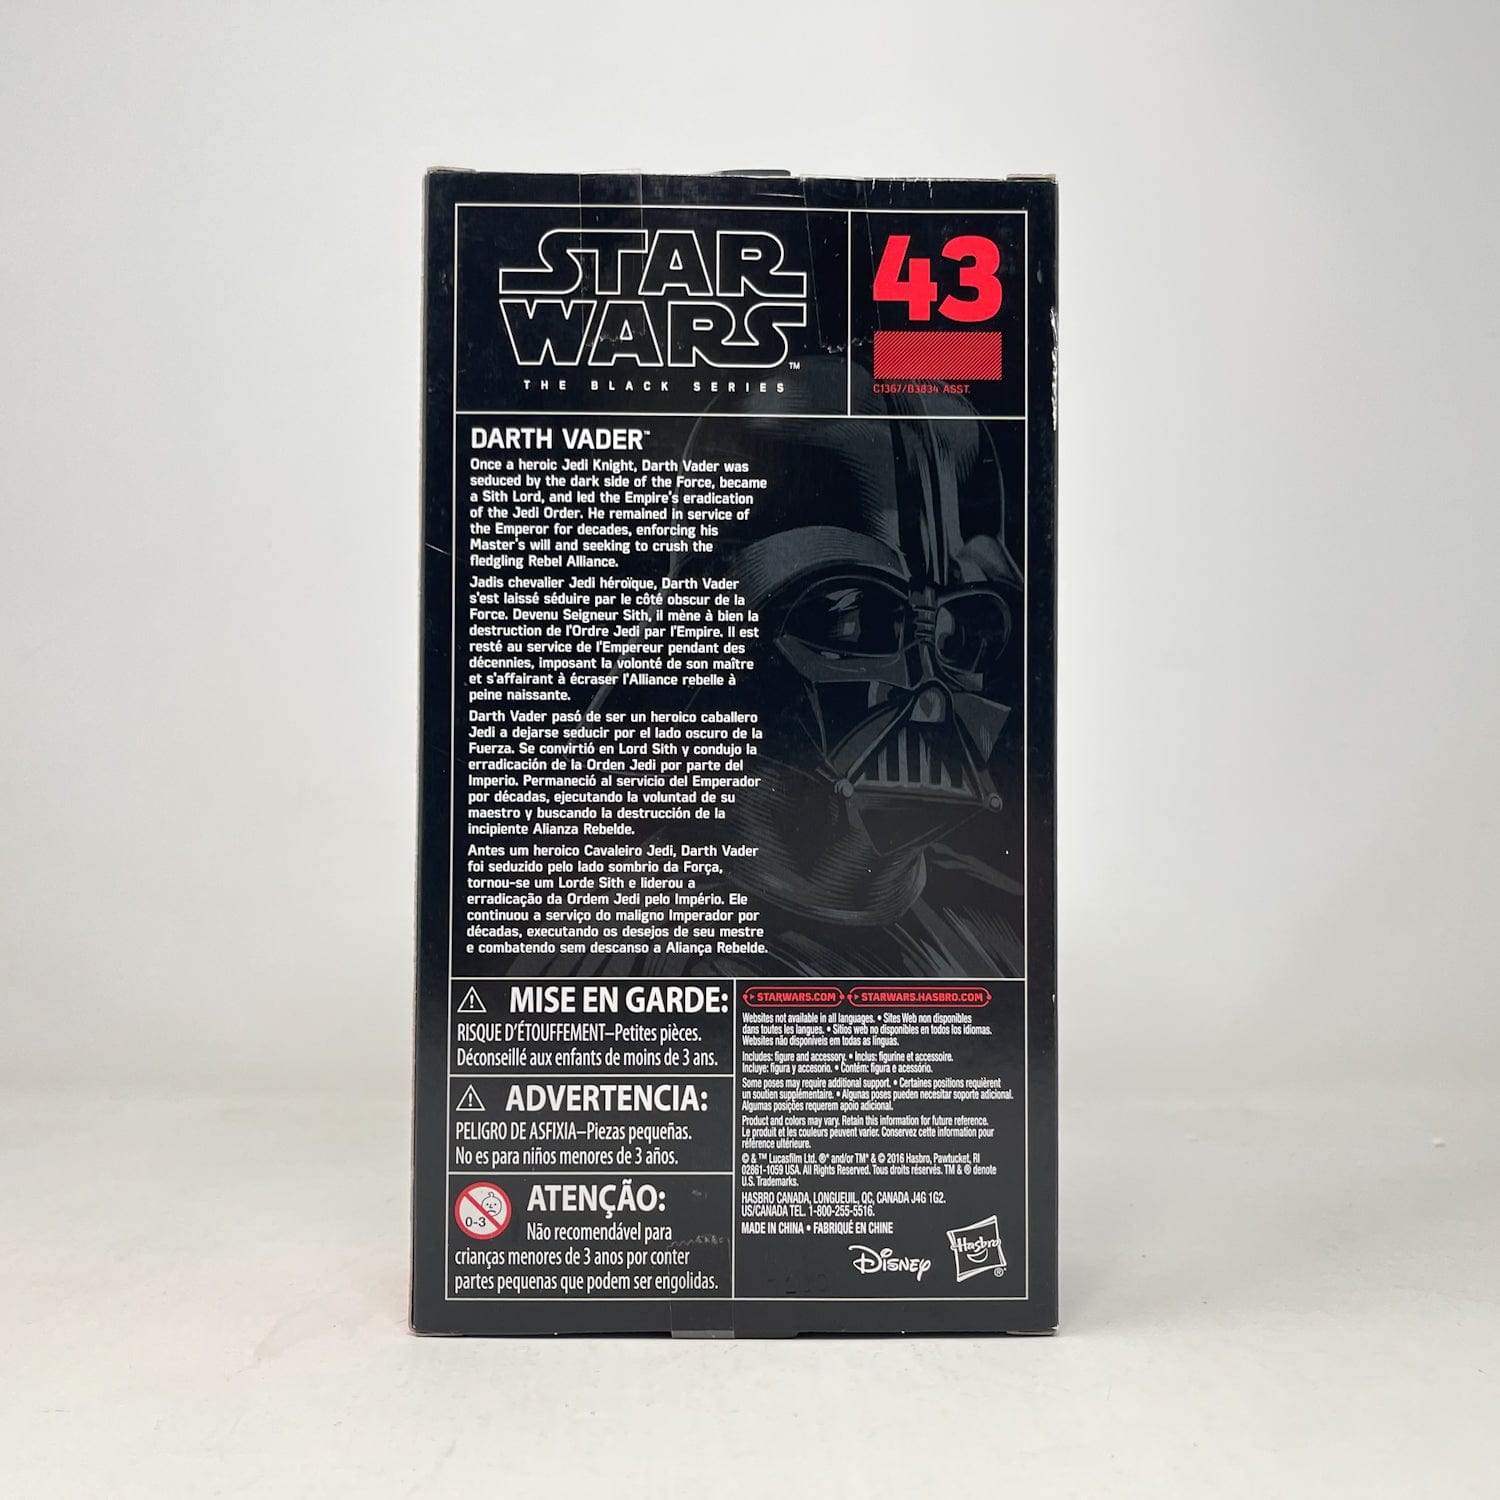 STAR
WARS™
THE BLACK SERIES
43
C1367/B3834 ASST.
DARTH VADER™
Once a heroic Jedi Knight, Darth Vader was
seduced by the dark side of the Force, became
a Sith Lord, and led the Empire's eradication
of the Jedi Order. He remained in service of
the Emperor for decades, enforcing his
Master's will and seeking to crush the
fledgling Rebel Alliance.
Jadis chevalier Jedi héroïque, Darth Vader
s'est laissé séduire par le côté obscur de la
Force. Devenu Seigneur Sith, il mène à bien la
destruction de l'Ordre Jedi par l'Empire. Il est
resté au service de l'Empereur pendant des
décennies, imposant la volonté de son maître
et s'affairant à écraser l'Alliance rebelle à
peine naissante.
Darth Vader pasó de ser un heroico caballero
Jedi a dejarse seducir por el lado oscuro de la
Fuerza. Se convirtió en Lord Sith y condujo la
erradicación de la Orden Jedi por parte del
Imperio. Permaneció al servicio del Emperador
por décadas, ejecutando la voluntad de su
maestro y buscando la destrucción de la
incipiente Alianza Rebelde.
Antes um heroico Cavaleiro Jedi, Darth Vader
foi seduzido pelo lado sombrio da Força,
tornou-se um Lorde Sith e liderou a
erradicação da Ordem Jedi pelo Império. Ele
continuou a serviço do maligno Imperador por
décadas, executando os desejos de seu mestre
e combatendo sem descanso a Aliança Rebelde.
MISE EN GARDE:
RISQUE D'ÉTOUFFEMENT–Petites pièces.
Déconseillé aux enfants de moins de 3 ans.
ADVERTENCIA:
PELIGRO DE ASFIXIA–Piezas pequeñas.
No es para niños menores de 3 años.
0-3
ATENÇÃO:
Não recomendável para
crianças menores de 3 anos por conter
partes pequenas que podem ser engolidas.
STARWARS.COM STARWARS.HASBRO.COM
Websites not available in all languages. • Sites Web non disponibles
dans toutes les langues. • Sitios web no disponibles en todos los idiomas.
Websites não disponíveis em todas as línguas.
Includes: figure and accessory. • Inclus: figurine et accessoire.
Incluye: figura y accesorio. • Contém: figura e acessório.
Some poses may require additional support. • Certaines positions requièrent
un soutien supplémentaire. • Algunas poses pueden necesitar soporte adicional.
Algumas posições requerem apoio adicional.
Product and colors may vary. Retain this information for future reference.
Le produit et les couleurs peuvent varier. Conservez cette information pour
référence ultérieure.
© & ™ Lucasfilm Ltd. ®* and/or TM* & © 2016 Hasbro, Pawtucket, RI
02861-1059 USA. All Rights Reserved. Tous droits réservés. TM & ® denote
U.S. Trademarks.
HASBRO CANADA, LONGUEUIL, QC, CANADA J4G 1G2.
US/CANADA TEL. 1-800-255-5516.
MADE IN CHINA • FABRIQUÉ EN CHINE
Disney
Hasbro®*